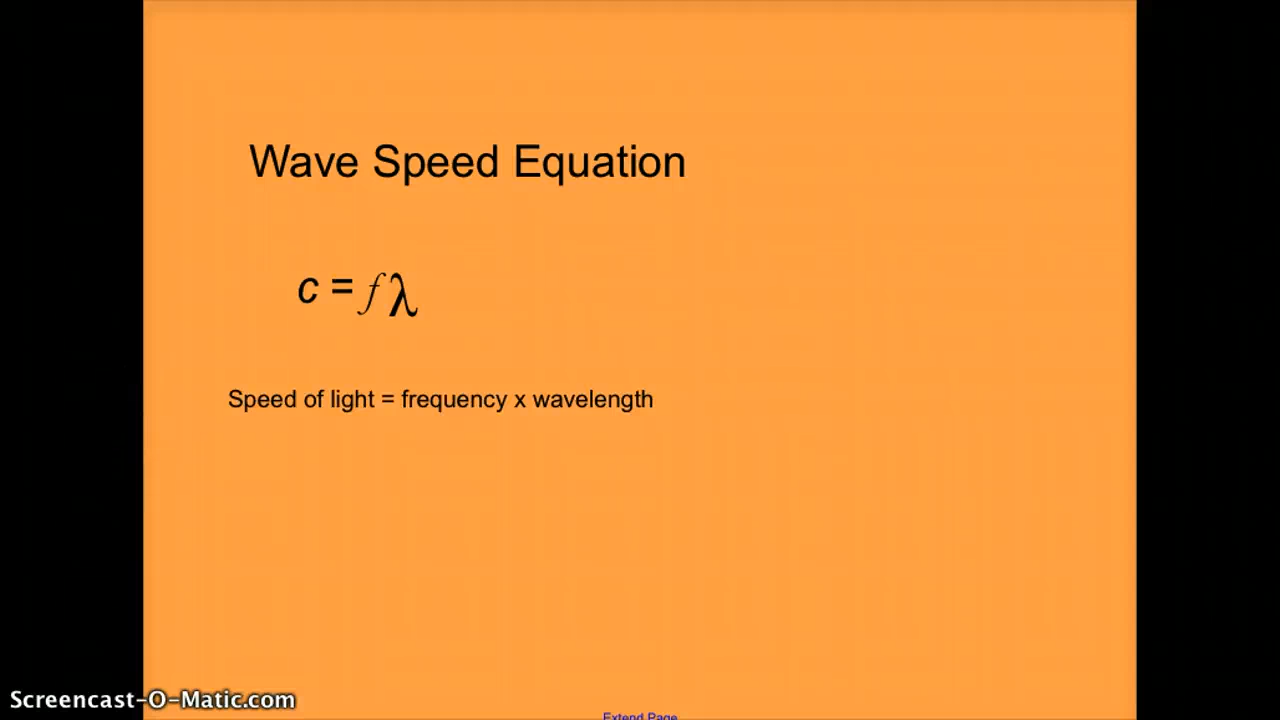 Wave Speed Equation
c = fλ
Speed of light = frequency x wavelength
Screencast-O-Matic.com
Extend Page